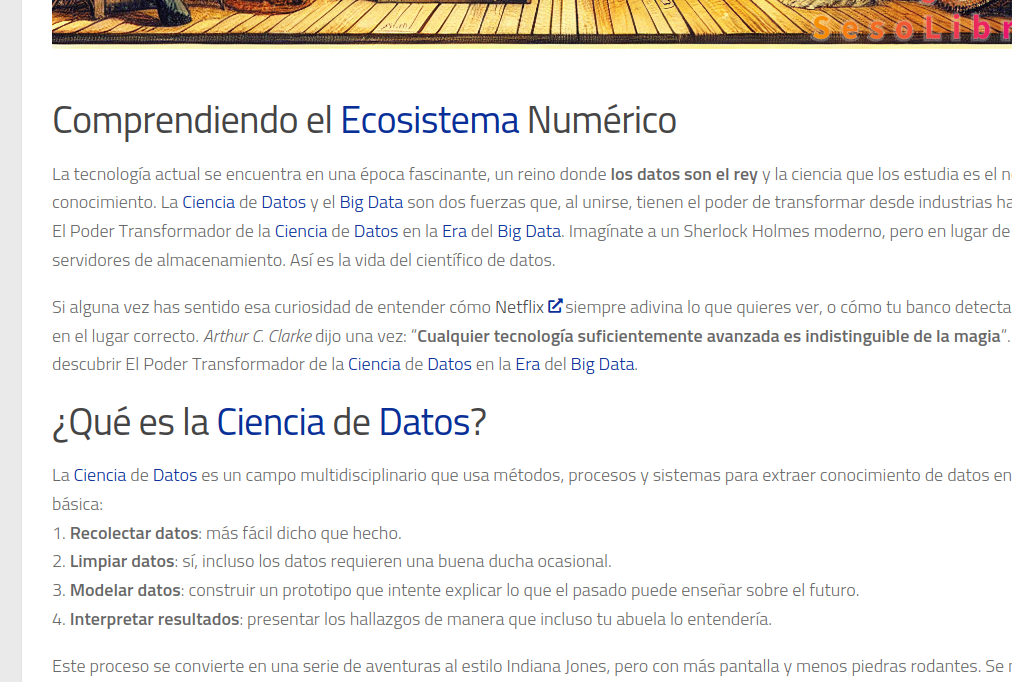 SesoLibr
Comprendiendo el Ecosistema Numérico
La tecnología actual se encuentra en una época fascinante, un reino donde los datos son el rey y la ciencia que los estudia es el
conocimiento. La Ciencia de Datos y el Big Data son dos fuerzas que, al unirse, tienen el poder de transformar desde industrias
El Poder Transformador de la Ciencia de Datos en la Era del Big Data. Imagínate a un Sherlock Holmes moderno, pero en lugar de
servidores de almacenamiento. Así es la vida del científico de datos.
Si alguna vez has sentido esa curiosidad de entender cómo Netflix siempre adivina lo que quieres ver, o cómo tu banco detecta
en el lugar correcto. Arthur C. Clarke dijo una vez: “Cualquier tecnología suficientemente avanzada es indistinguible de la magia”.
descubrir El Poder Transformador de la Ciencia de Datos en la Era del Big Data.
¿Qué es la Ciencia de Datos?
La Ciencia de Datos es un campo multidisciplinario que usa métodos, procesos y sistemas para extraer conocimiento de datos en
básica:
1. Recolectar datos: más fácil dicho que hecho.
2. Limpiar datos: sí, incluso los datos requieren una buena ducha ocasional.
3. Modelar datos: construir un prototipo que intente explicar lo que el pasado puede enseñar sobre el futuro.
4. Interpretar resultados: presentar los hallazgos de manera que incluso tu abuela lo entendería.
Este proceso se convierte en una serie de aventuras al estilo Indiana Jones, pero con más pantalla y menos piedras rodantes. Se